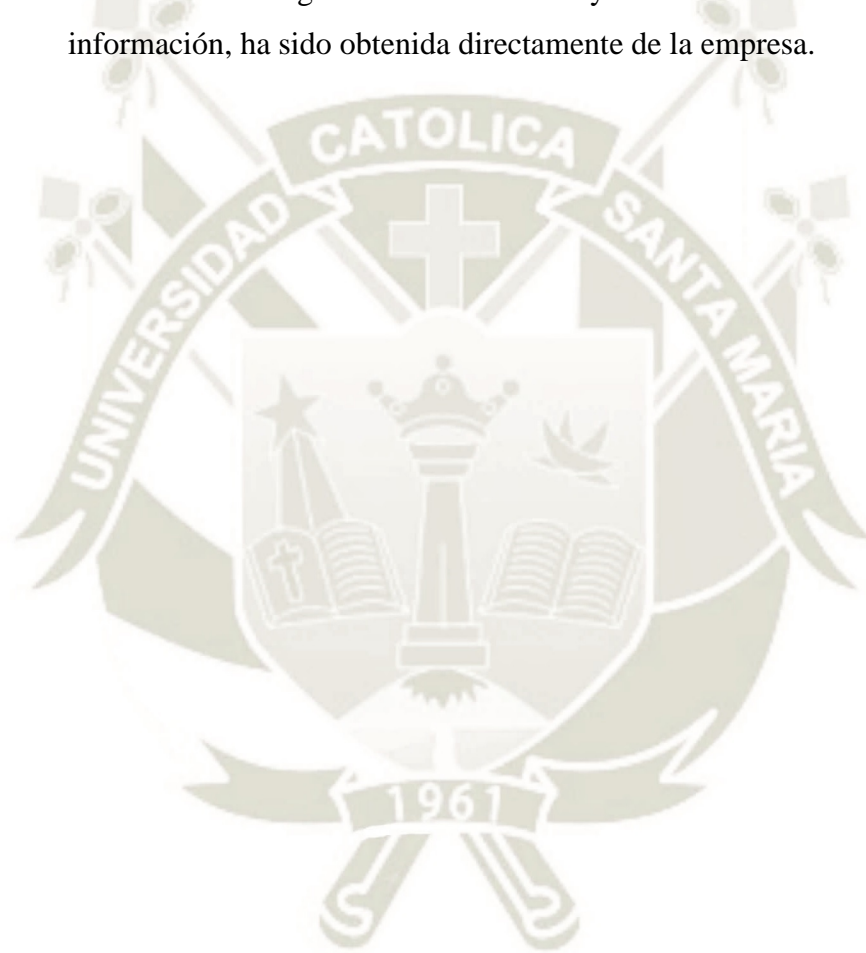 información, ha sido obtenida directamente de la empresa.
CATOLICA
UNIVERSIDAD
SANTA MARIA
1961